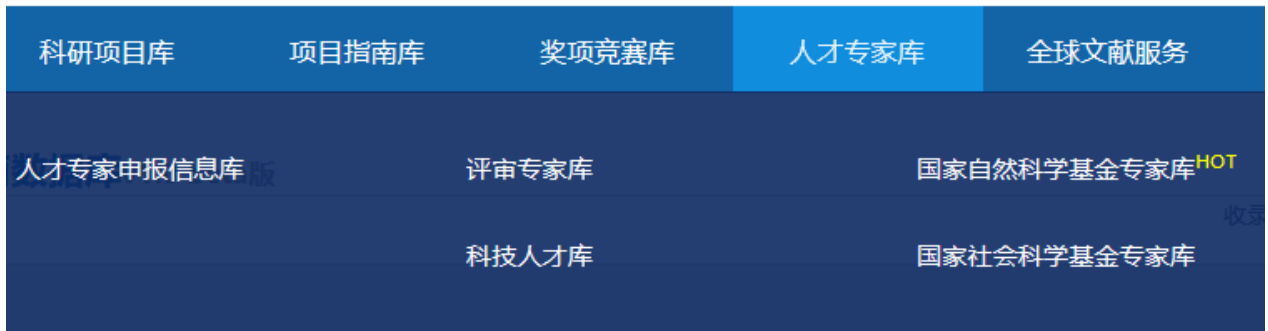 科研项目库 项目指南库 奖项竞赛库 人才专家库 全球文献服务
人才专家申报信息库 评审专家库 国家自然科学基金专家库HOT
科技人才库 国家社会科学基金专家库